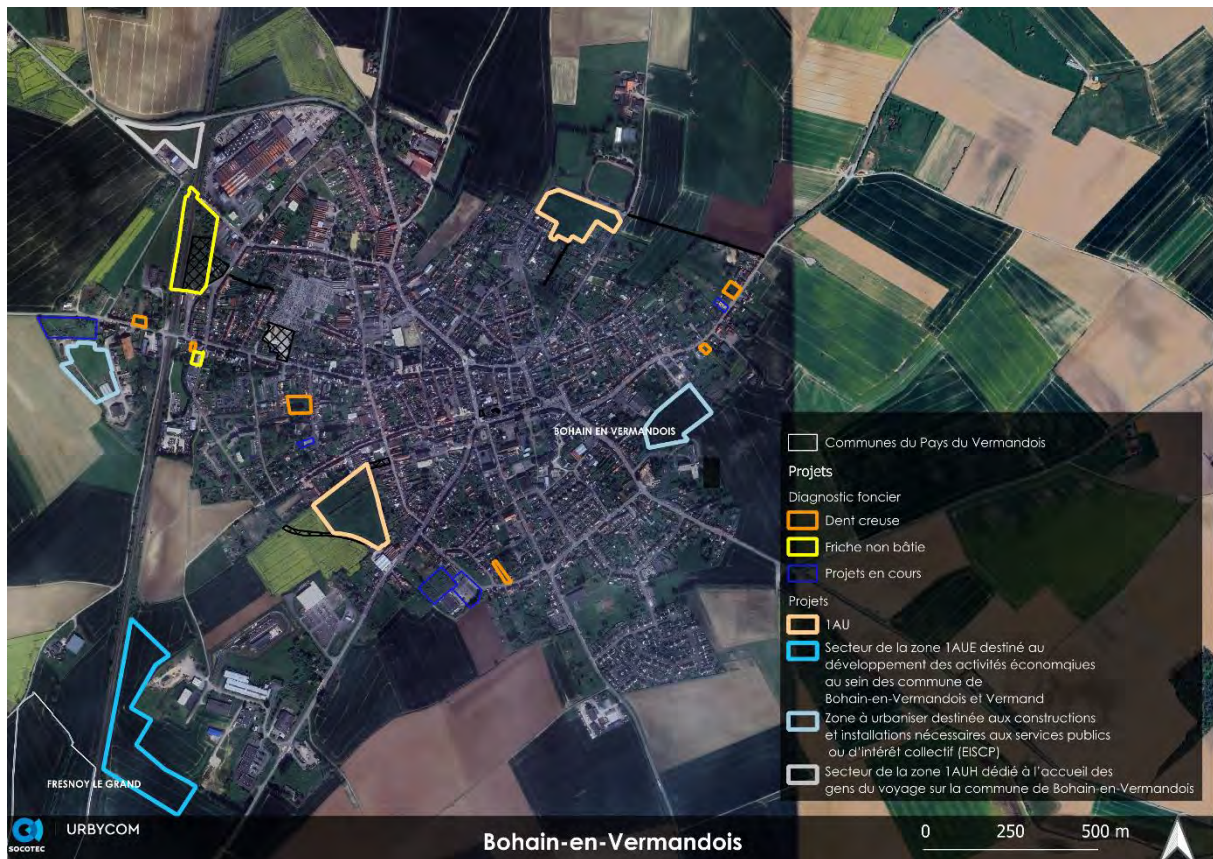 BOHAIN EN VERMANDOIS
FRESNOY LE GRAND
Communes du Pays du Vermandois
Projets
Diagnostic foncier
Dent creuse
Friche non bâtie
Projets en cours
Projets
1AU
Secteur de la zone 1AUE destiné au
développement des activités économqiues
au sein des commune de
Bohain-en-Vermandois et Vermand
Zone à urbaniser destinée aux constructions
et installations nécessaires aux services publics
ou d'intérêt collectif (EISCP)
Secteur de la zone 1AUH dédié à l'accueil des
gens du voyage sur la commune de Bohain-en-Vermandois
SOCOTEC
URBYCOM
Bohain-en-Vermandois
0 250 500 m